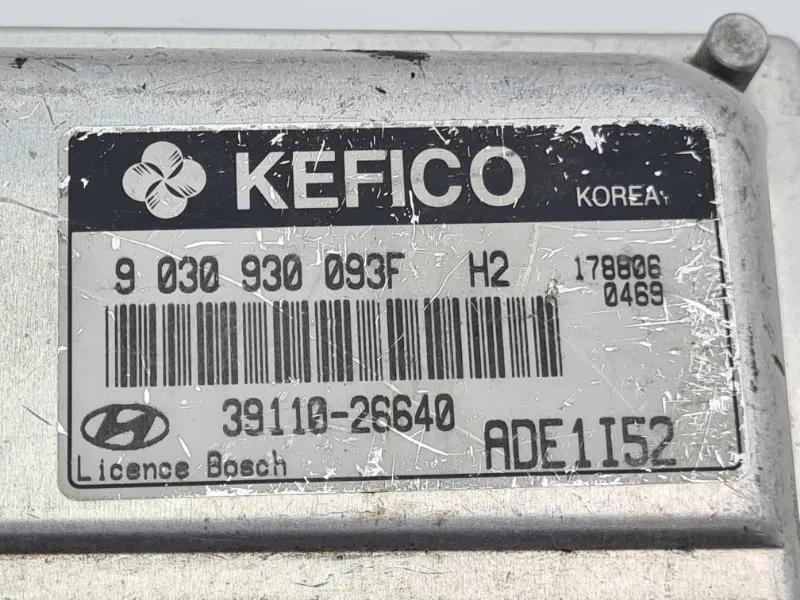 KEFICO KOREA
9 030 930 093F H2 178806
0469
39110-26640
ADE1I52
Licence Bosch